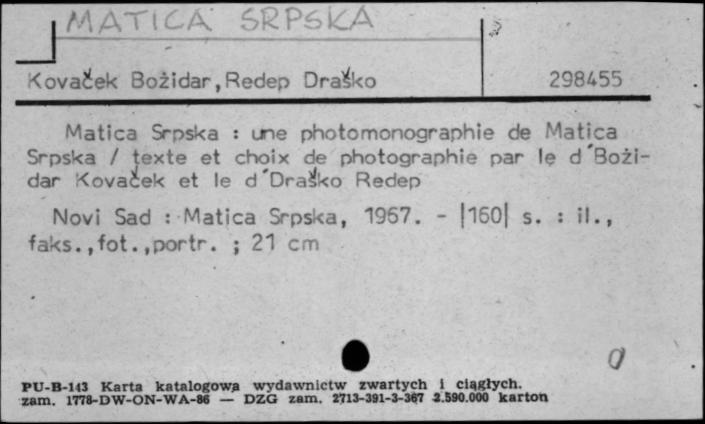 MATICA SRPSKA
Kovaček Božidar,Redep Draško 298455
Matica Srpska : une photomonographie de Matica
Srpska / texte et choix de photographie par le d´Boži-
dar Kovaček et le d´Draško Redep
Novi Sad : Matica Srpska, 1967. - |160| s. : il.,
faks.,fot.,portr. ; 21 cm
PU-B-143 Karta katalogowa wydawnictw zwartych i ciągłych.
zam. 1778-DW-ON-WA-86 — DZG zam. 2713-391-3-367 2.590.000 karton